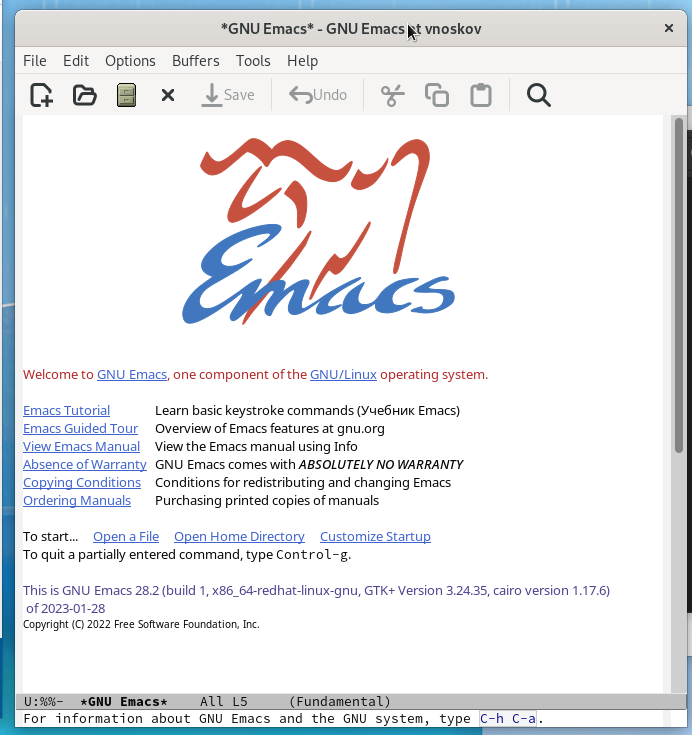 *GNU Emacs* - GNU Emacs at vnoskov
File Edit Options Buffers Tools Help
Save Undo
Emacs
Welcome to GNU Emacs, one component of the GNU/Linux operating system.
Emacs Tutorial Learn basic keystroke commands (Учебник Emacs)
Emacs Guided Tour Overview of Emacs features at gnu.org
View Emacs Manual View the Emacs manual using Info
Absence of Warranty GNU Emacs comes with ABSOLUTELY NO WARRANTY
Copying Conditions Conditions for redistributing and changing Emacs
Ordering Manuals Purchasing printed copies of manuals
To start... Open a File Open Home Directory Customize Startup
To quit a partially entered command, type Control-g.
This is GNU Emacs 28.2 (build 1, x86_64-redhat-linux-gnu, GTK+ Version 3.24.35, cairo version 1.17.6)
of 2023-01-28
Copyright (C) 2022 Free Software Foundation, Inc.
U:%%- *GNU Emacs* All L5 (Fundamental)
For information about GNU Emacs and the GNU system, type C-h C-a.